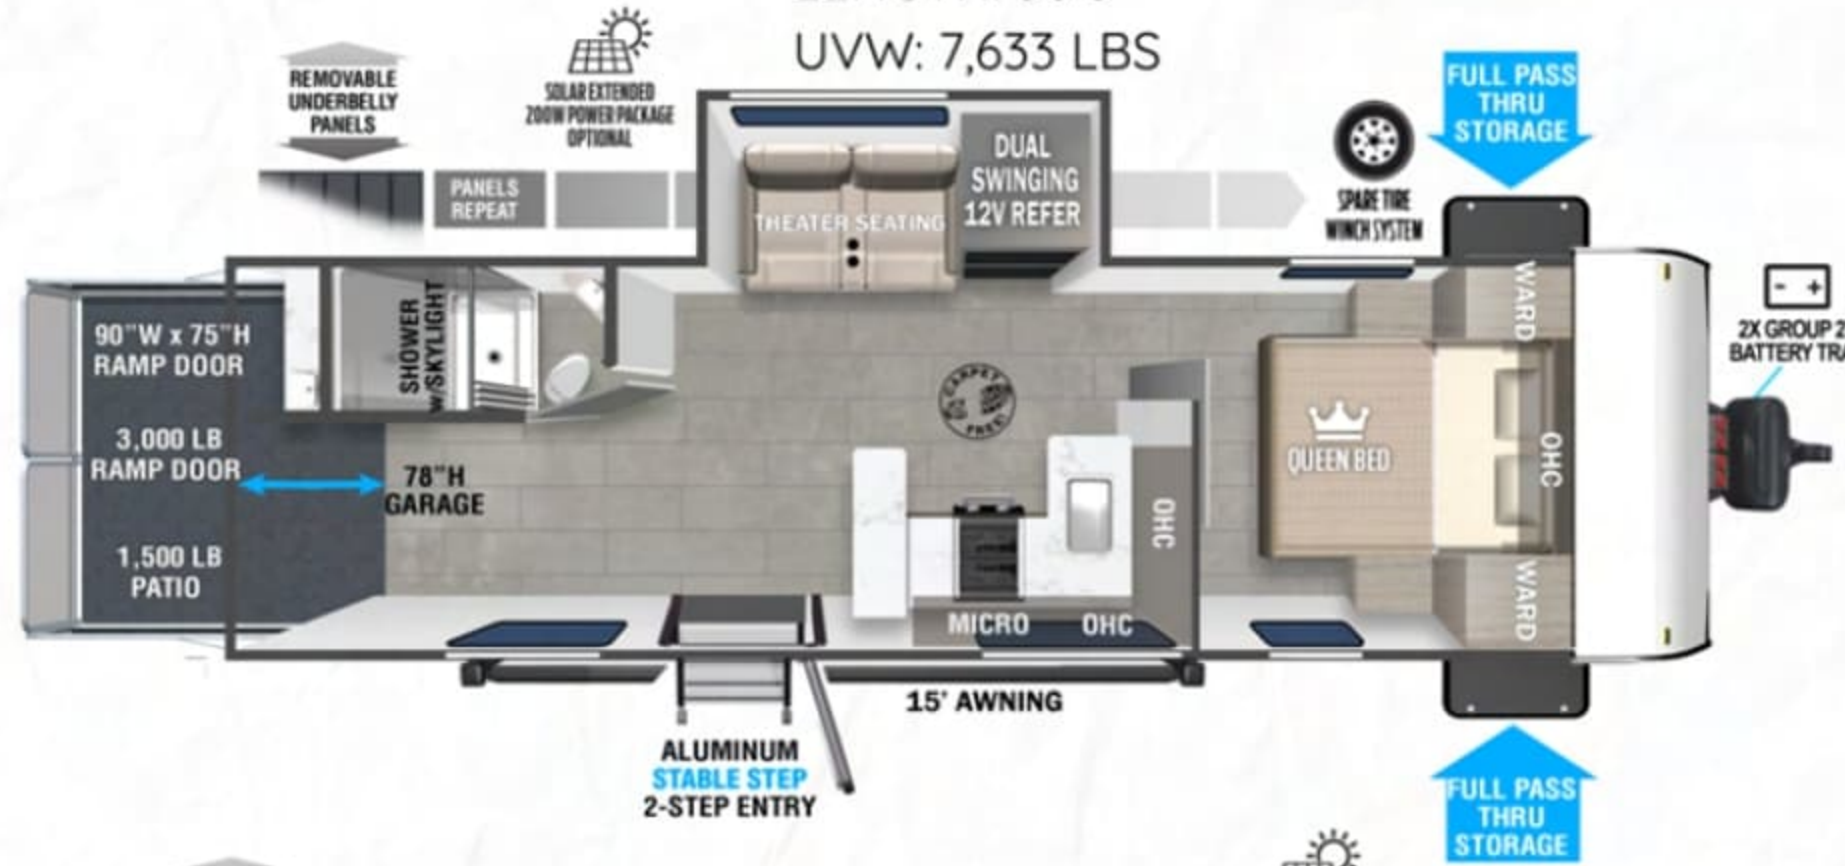 UVW: 7,633 LBS
REMOVABLE
UNDERBELLY
PANELS
SOLAR EXTENDED
200W POWER PACKAGE
OPTIONAL
FULL PASS
THRU
STORAGE
PANELS
REPEAT
THEATER SEATING
DUAL
SWINGING
12V REFER
SPARE TIRE
WINCH SYSTEM
90"W x 75"H
RAMP DOOR
3,000 LB
RAMP DOOR
1,500 LB
PATIO
78"H
GARAGE
SHOWER
W/SKYLIGHT
CARPET
FREE!
QUEEN BED
WARD
OHC
WARD
2X GROUP 2
BATTERY TRA
OHC
MICRO
OHC
15' AWNING
ALUMINUM
STABLE STEP
2-STEP ENTRY
FULL PASS
THRU
STORAGE